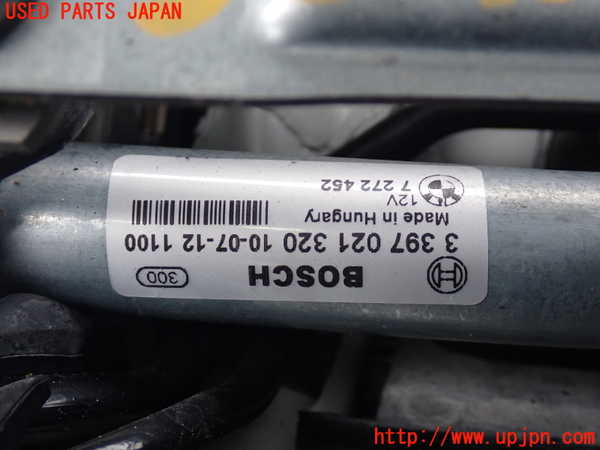 USED PARTS JAPAN
BOSCH
300
3 397 021 320 10-07-12 1100
Made in Hungary
12V
7 272 452
http://www.upjpn.com/